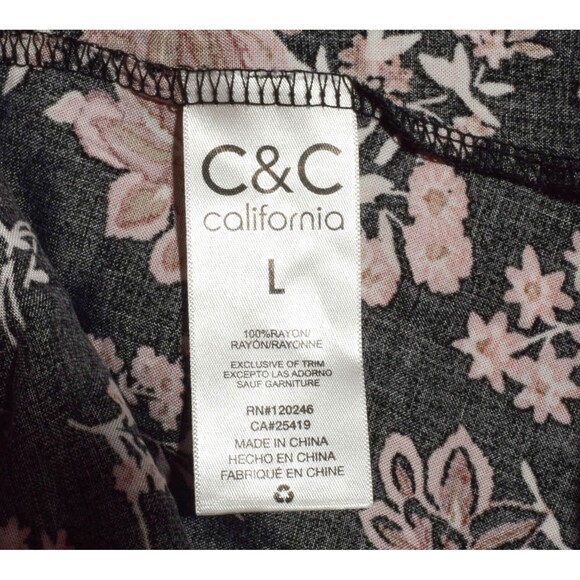 C&C
california
L
100%RAYON/
RAYÓN/RAYONNE
EXCLUSIVE OF TRIM
EXCEPTO LAS ADORNO
SAUF GARNITURE
RN#120246
CA#25419
MADE IN CHINA
HECHO EN CHINA
FABRIQUÉ EN CHINE